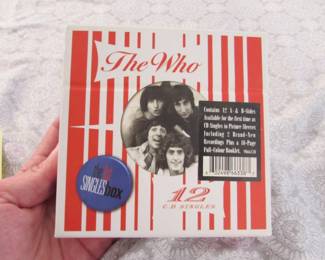 The Who
Contains 12 A- & B-Sides
Available for the first time as
CD Singles in Picture Sleeves
Including 2 Brand-New
Recordings Plus a 16-Page
Full-Colour Booklet.
SINGLES
BOX
12
C.D SINGLES